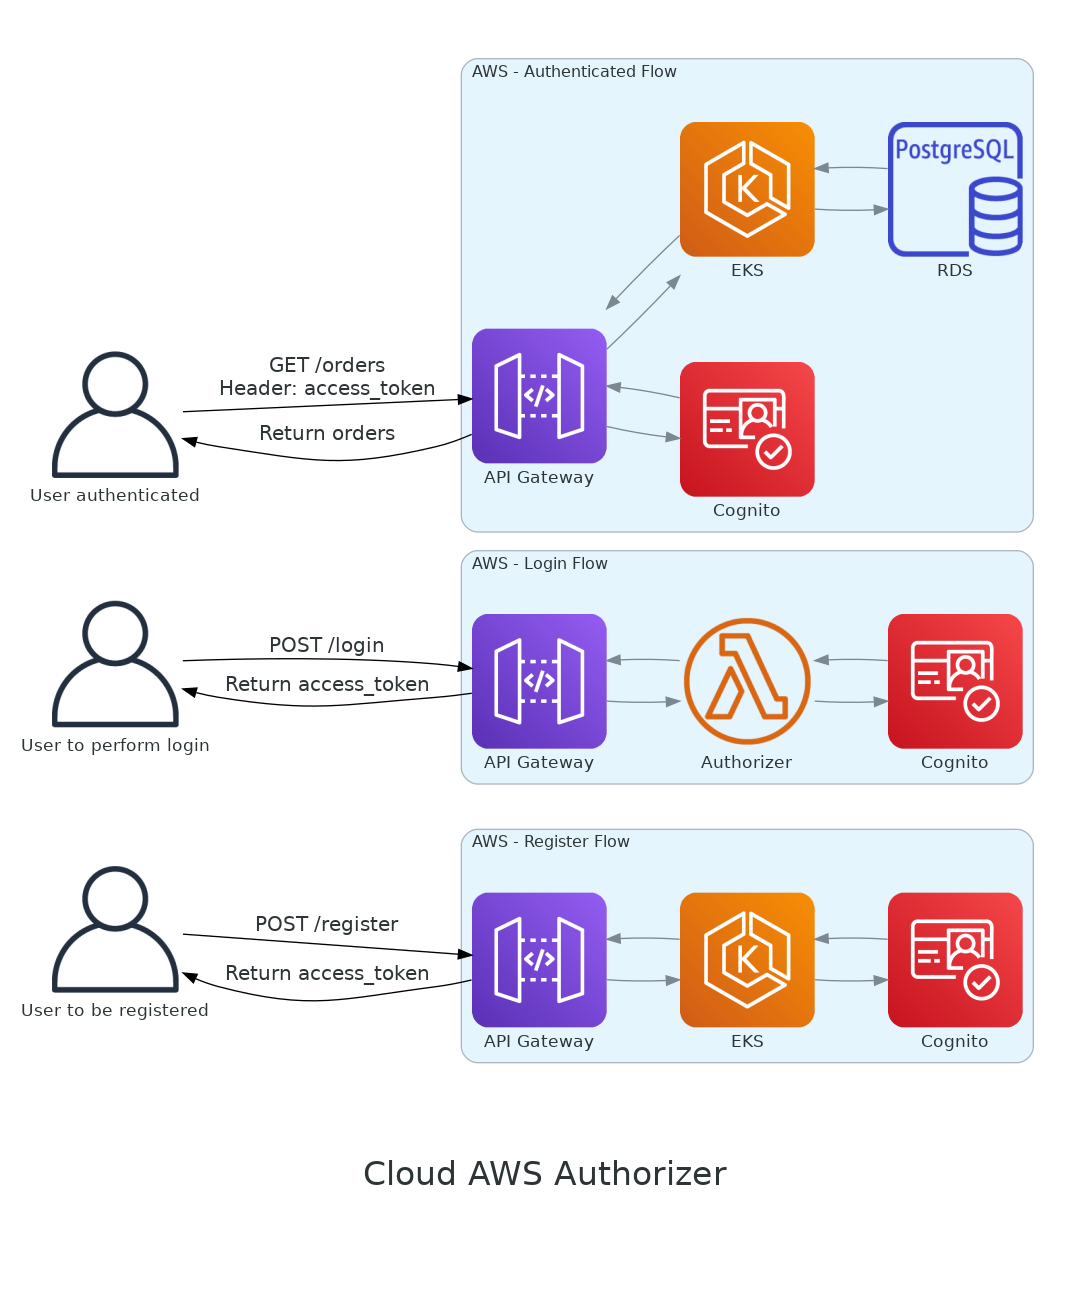 AWS - Authenticated Flow
PostgreSQL
K
EKS
RDS
GET /orders
Header: access_token
Return orders
</>
User authenticated
API Gateway
Cognito
AWS - Login Flow
POST /login
Return access_token
</>
User to perform login
API Gateway
Authorizer
Cognito
AWS - Register Flow
POST /register
Return access_token
</>
K
User to be registered
API Gateway
EKS
Cognito
Cloud AWS Authorizer